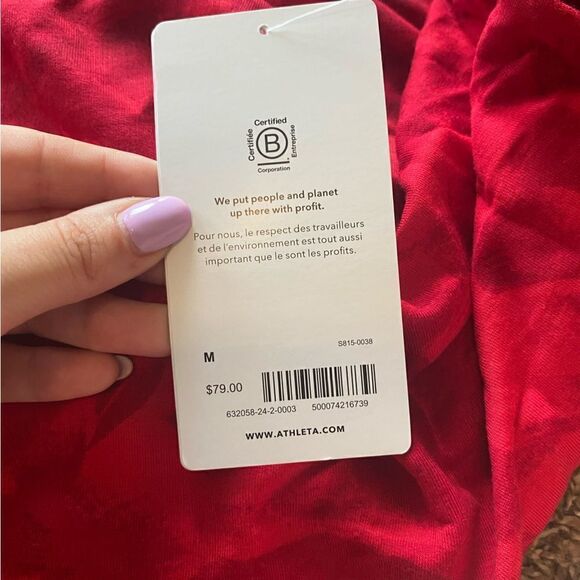 Certified
Certifiée
B
Entreprise
Corporation
We put people and planet
up there with profit.
Pour nous, le respect des travailleurs
et de l'environnement est tout aussi
important que le sont les profits.
S815-0038
M
$79.00
632058-24-2-0003 500074216739
WWW.ATHLETA.COM